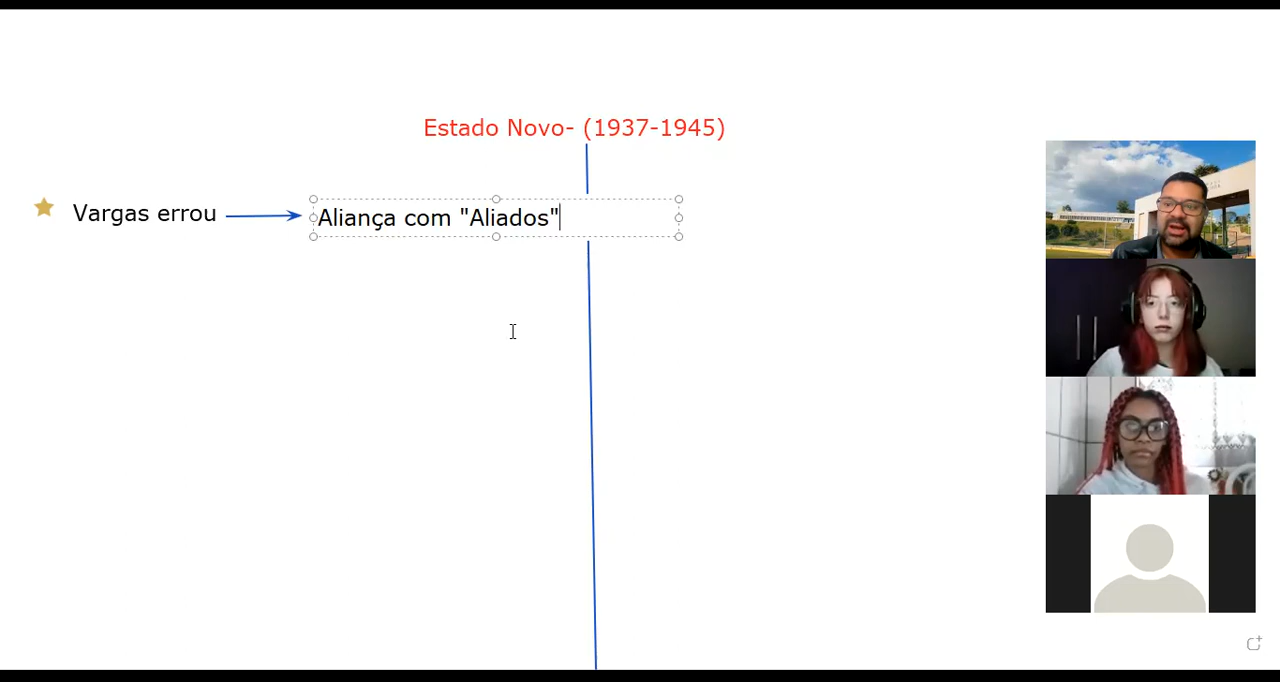 Estado Novo- (1937-1945)
Vargas errou
Aliança com "Aliados"